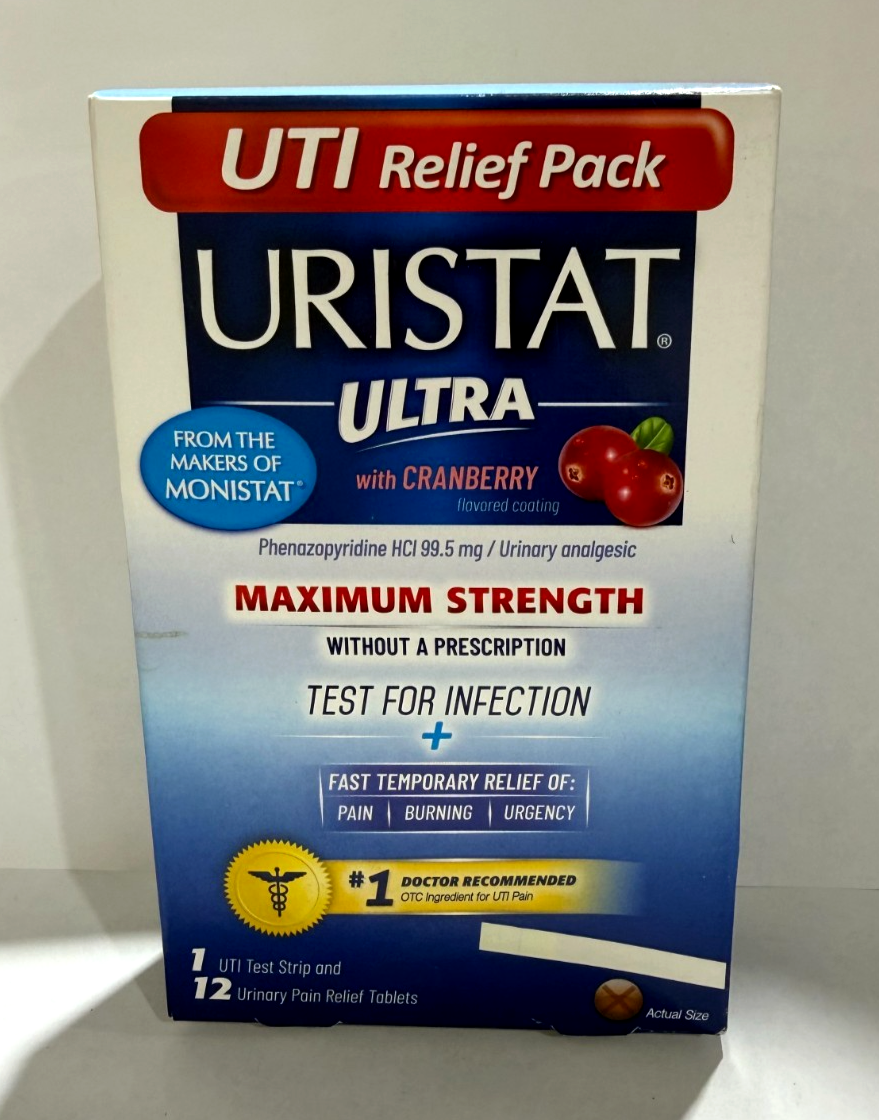 UTI Relief Pack
URISTAT®
ULTRA
FROM THE
MAKERS OF
MONISTAT®
with CRANBERRY
flavored coating
Phenazopyridine HCl 99.5 mg / Urinary analgesic
MAXIMUM STRENGTH
WITHOUT A PRESCRIPTION
TEST FOR INFECTION
+
FAST TEMPORARY RELIEF OF:
PAIN | BURNING | URGENCY
#1 DOCTOR RECOMMENDED
OTC Ingredient for UTI Pain
1 UTI Test Strip and
12 Urinary Pain Relief Tablets
Actual Size